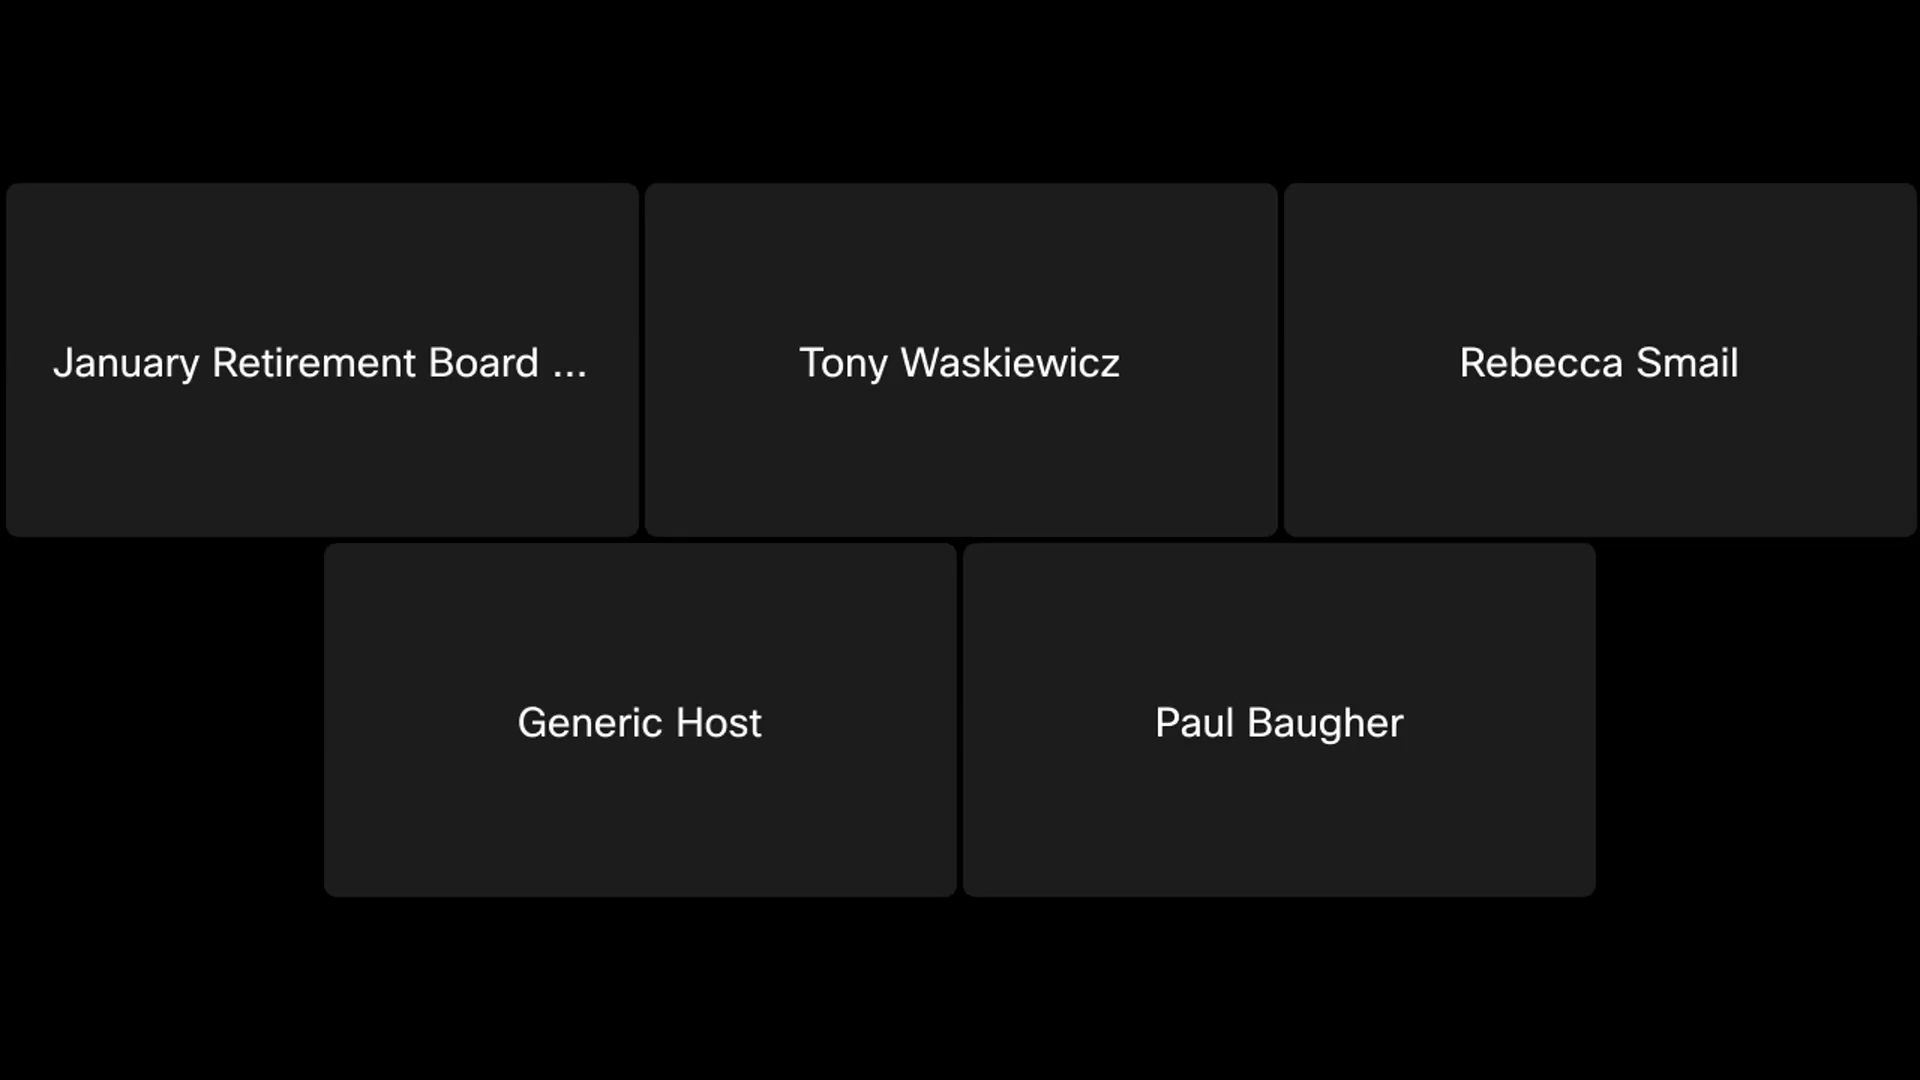 January Retirement Board ...
Tony Waskiewicz
Rebecca Smail
Generic Host
Paul Baugher